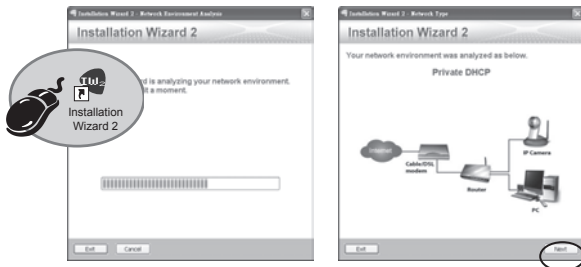 Installation Wizard 2 - Network Environment Analysis
Installation Wizard 2
rd is analyzing your network environment.
it a moment.
IW2
Installation
Wizard 2
Exit
Cancel
Installation Wizard 2 - Network Type
Installation Wizard 2
Your network environment was analyzed as below.
Private DHCP
Internet
Cable/DSL
modem
Router
IP Camera
PC
Exit
Next